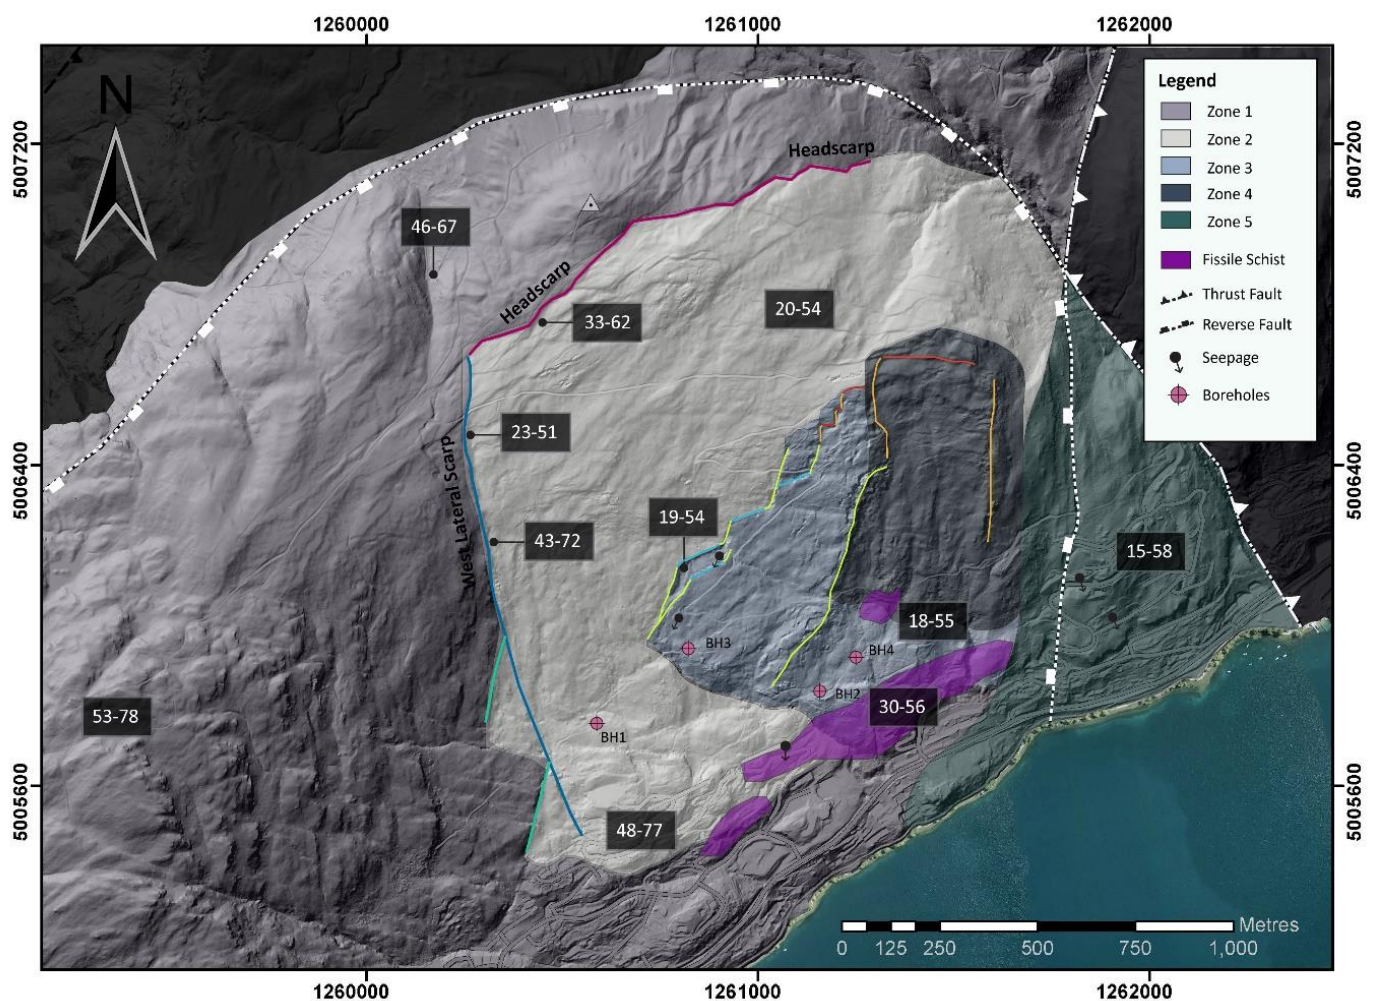 1260000
1261000
1262000
N
5007200
5007200
Legend
Zone 1
Zone 2
Zone 3
Zone 4
Zone 5
Fissile Schist
Thrust Fault
Reverse Fault
Seepage
Boreholes
Headscarp
46-67
Headscarp
33-62
20-54
23-51
West Lateral Scarp
5006400
5006400
19-54
43-72
15-58
18-55
BH3
BH4
BH2
53-78
30-56
BH1
5005600
5005600
48-77
Metres
0
125
250
500
750
1,000
1260000
1261000
1262000